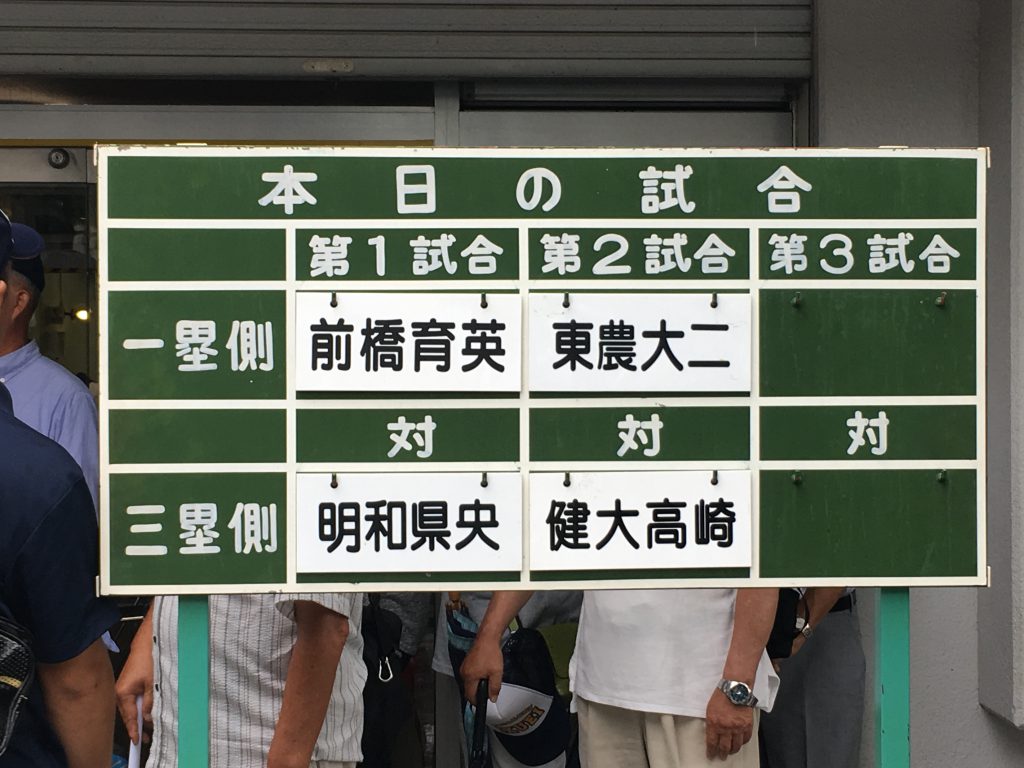 本日の試合
第1試合 第2試合 第3試合
一塁側 前橋育英 東農大二
対 対 対
三塁側 明和県央 健大高崎